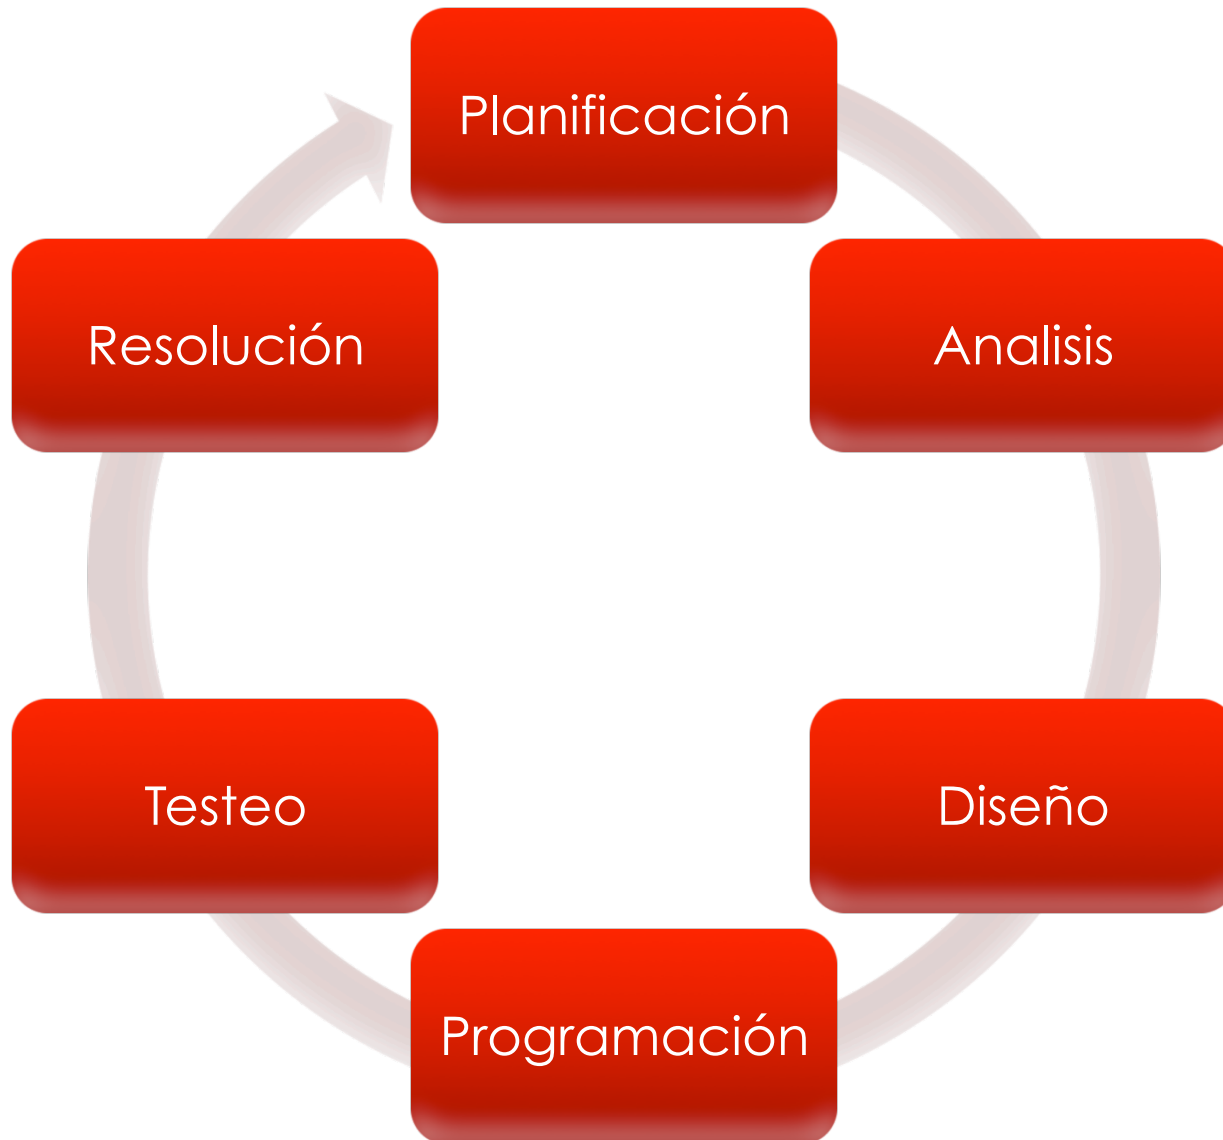 Planificación
Analisis
Diseño
Programación
Testeo
Resolución